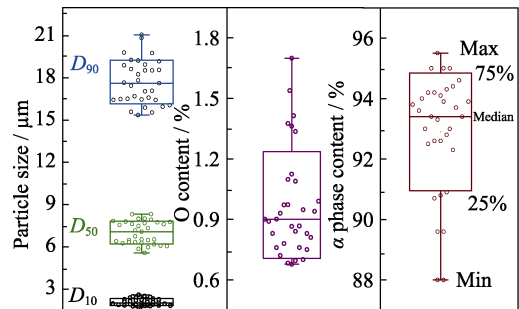 Particle size / μm
21
18
15
12
9
6
3
D90
D50
D10
O content / %
1.8
1.5
1.2
0.9
0.6
α phase content / %
96
94
92
90
88
Max
75%
Median
25%
Min